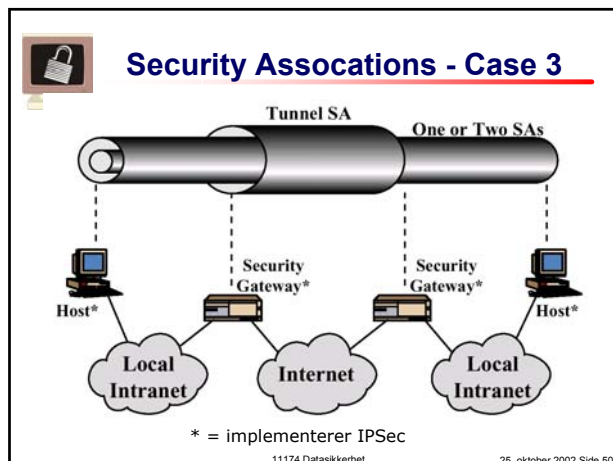 Security Assocations - Case 3
Tunnel SA
One or Two SAs
Host*
Security
Gateway*
Security
Gateway*
Host*
Local
Intranet
Internet
Local
Intranet
* = implementerer IPSec
11174 Datasikkerhet
25. oktober 2002 Side 50